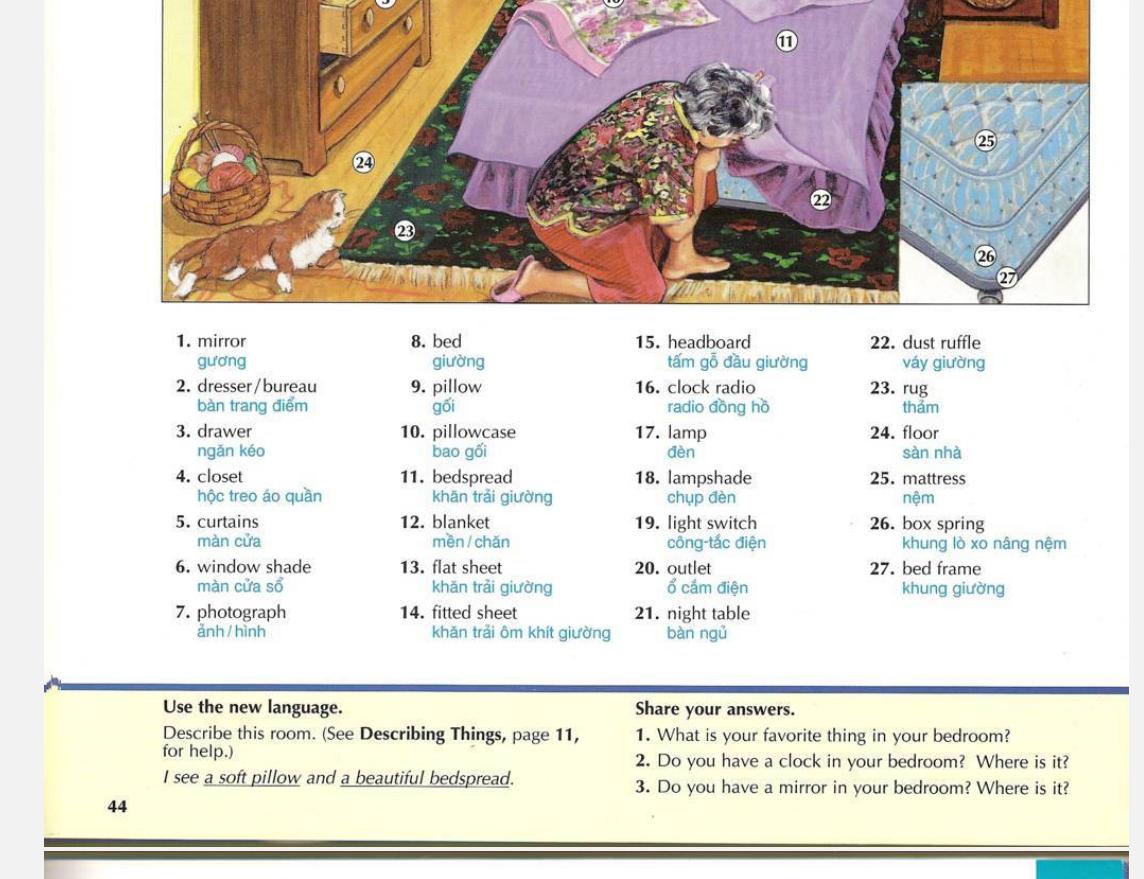 11
25
24
22
23
26
27
1. mirror
gương
2. dresser/bureau
bàn trang điểm
3. drawer
ngăn kéo
4. closet
hộc treo áo quần
5. curtains
màn cửa
6. window shade
màn cửa sổ
7. photograph
ảnh/hình
8. bed
giường
9. pillow
gối
10. pillowcase
bao gối
11. bedspread
khăn trải giường
12. blanket
mền/chăn
13. flat sheet
khăn trải giường
14. fitted sheet
khăn trải ôm khít giường
15. headboard
tấm gỗ đầu giường
16. clock radio
radio đồng hồ
17. lamp
đèn
18. lampshade
chụp đèn
19. light switch
công-tắc điện
20. outlet
ổ cắm điện
21. night table
bàn ngủ
22. dust ruffle
váy giường
23. rug
thảm
24. floor
sàn nhà
25. mattress
nệm
26. box spring
khung lò xo nâng nệm
27. bed frame
khung giường
Use the new language.
Describe this room. (See Describing Things, page 11,
for help.)
I see a soft pillow and a beautiful bedspread.
Share your answers.
1. What is your favorite thing in your bedroom?
2. Do you have a clock in your bedroom? Where is it?
3. Do you have a mirror in your bedroom? Where is it?
44